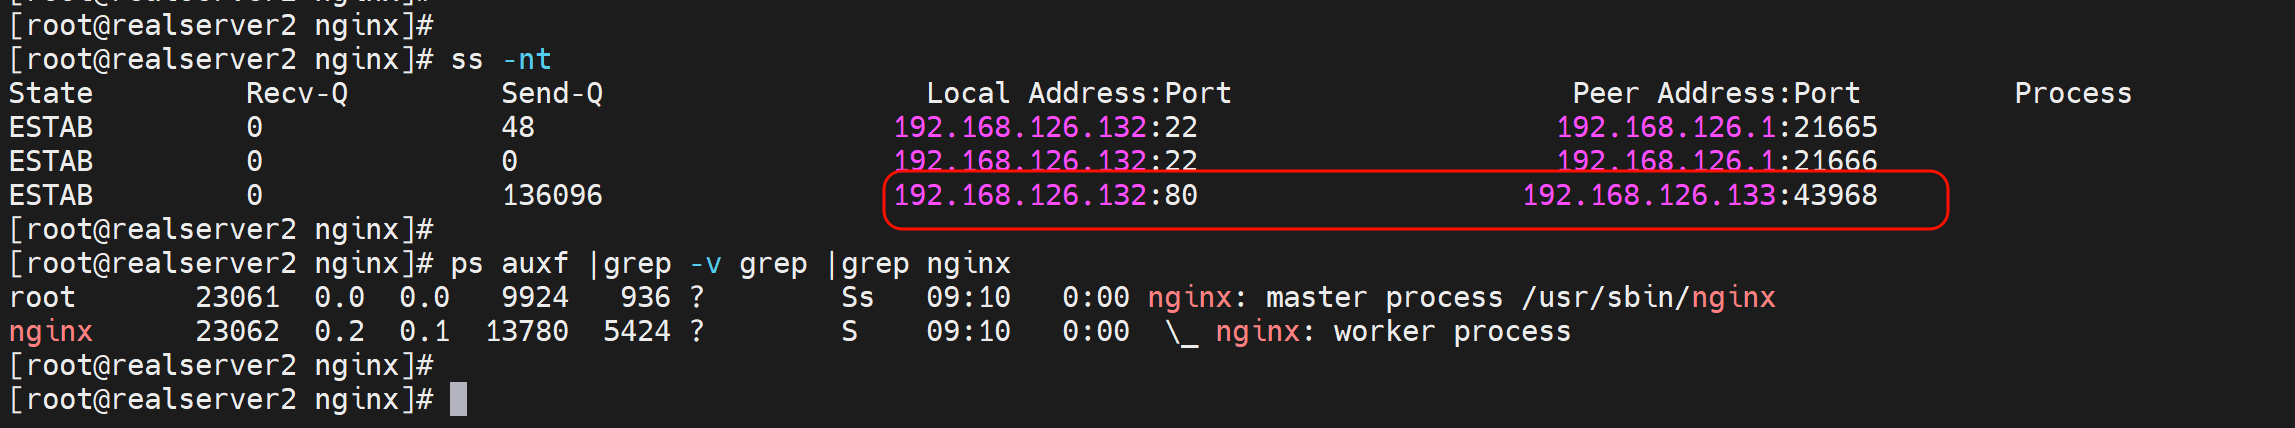 [root@realserver2 nginx]#
[root@realserver2 nginx]#
[root@realserver2 nginx]# ss -nt
State Recv-Q Send-Q Local Address:Port Peer Address:Port Process
ESTAB 0 48 192.168.126.132:22 192.168.126.1:21665
ESTAB 0 0 192.168.126.132:22 192.168.126.1:21666
ESTAB 0 136096 192.168.126.132:80 192.168.126.133:43968
[root@realserver2 nginx]#
[root@realserver2 nginx]# ps auxf |grep -v grep |grep nginx
root 23061 0.0 0.0 9924 936 ? Ss 09:10 0:00 nginx: master process /usr/sbin/nginx
nginx 23062 0.2 0.1 13780 5424 ? S 09:10 0:00 \_ nginx: worker process
[root@realserver2 nginx]#
[root@realserver2 nginx]#